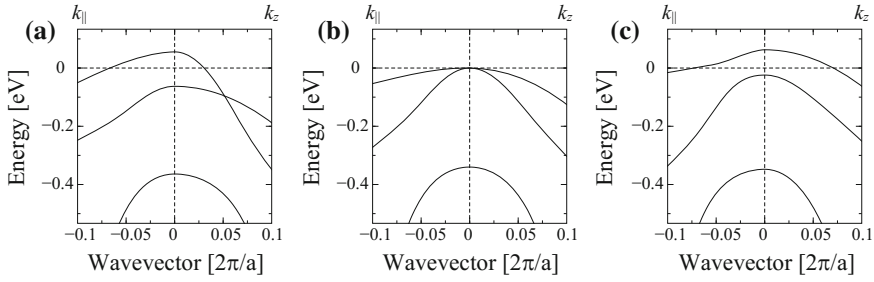 k|| kz k|| kz k|| kz
(a) (b) (c)
Energy [eV] Energy [eV] Energy [eV]
0 0 0
−0.2 −0.2 −0.2
−0.4 −0.4 −0.4
−0.1 −0.05 0 0.05 0.1 −0.1 −0.05 0 0.05 0.1 −0.1 −0.05 0 0.05 0.1
Wavevector [2π/a] Wavevector [2π/a] Wavevector [2π/a]